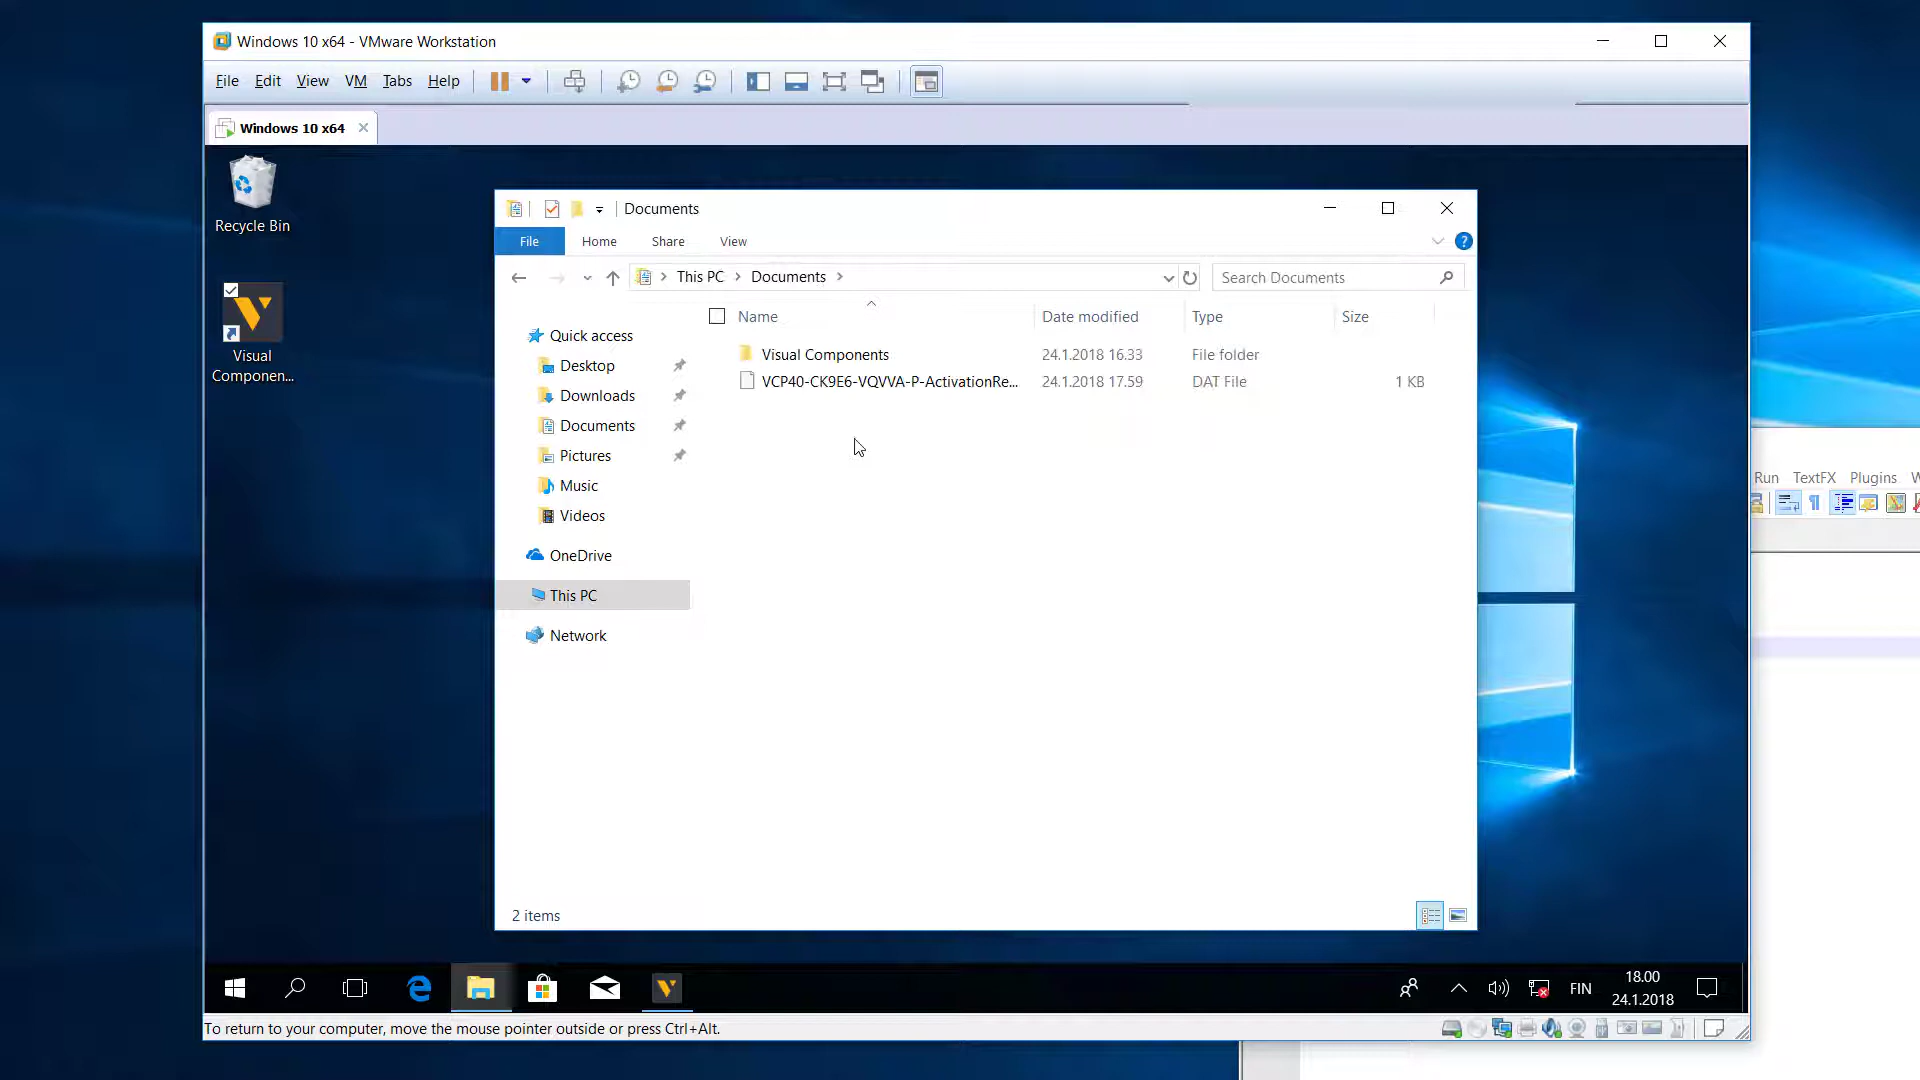 Windows 10 x64 - VMware Workstation
File Edit View VM Tabs Help
Windows 10 x64
Recycle Bin
Visual
Componen...
Documents
File Home Share View
This PC Documents
Search Documents
Name Date modified Type Size
Quick access
Desktop
Downloads
Documents
Pictures
Music
Videos
OneDrive
This PC
Network
Visual Components 24.1.2018 16.33 File folder
VCP40-CK9E6-VQVVA-P-ActivationRe... 24.1.2018 17.59 DAT File 1 KB
2 items
Run TextFX Plugins
FIN
18.00
24.1.2018
To return to your computer, move the mouse pointer outside or press Ctrl+Alt.